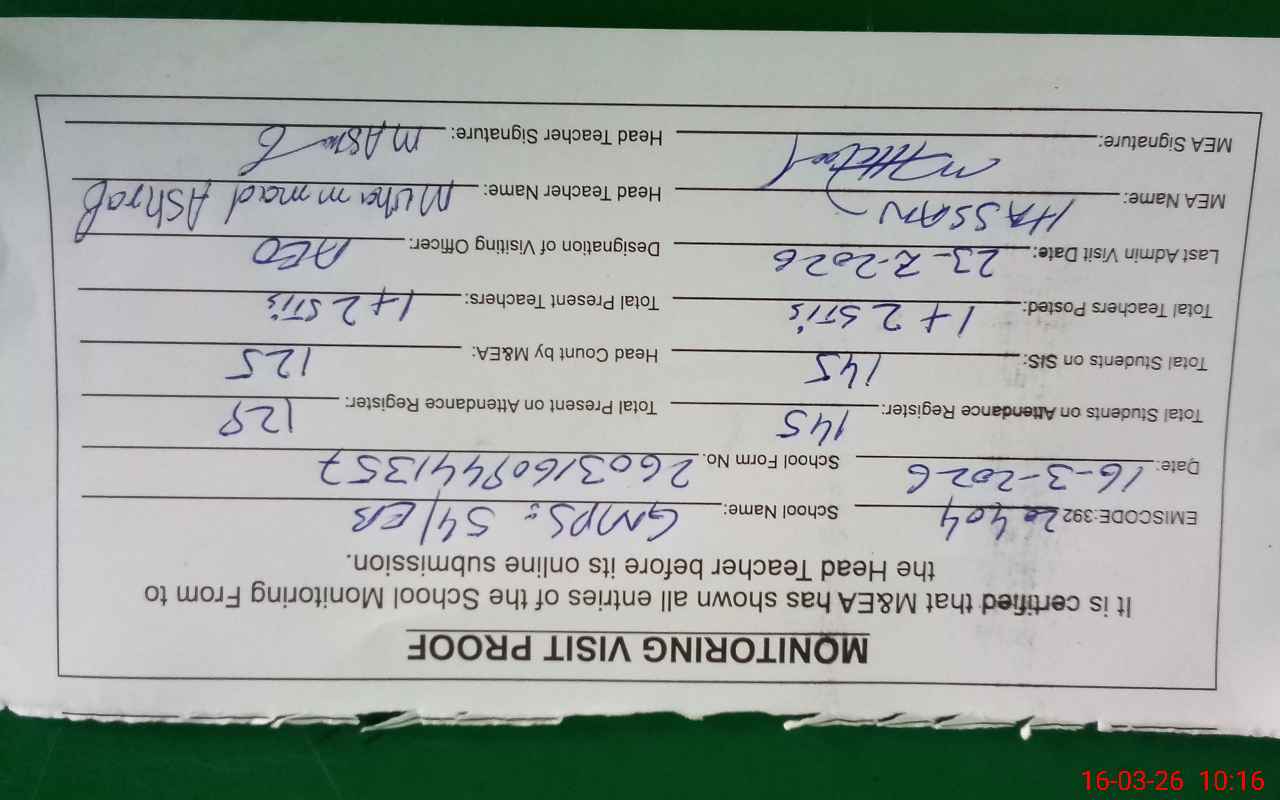 MONITORING VISIT PROOF
It is certified that M&EA has shown all entries of the School Monitoring From to
the Head Teacher before its online submission.
EMISCODE:392 20404 School Name: GMPS: 54/EB
Date: 16-3-2026 School Form No. 260316094441357
Total Students on Attendance Register: 145 Total Present on Attendance Register: 129
Total Students on SIS: 145 Head Count by M&EA: 125
Total Teachers Posted: 1+2 STI's Total Present Teachers: 1+2 STI's
Last Admin Visit Date: 23-2-2026 Designation of Visiting Officer: AEO
MEA Name: HASSAN Head Teacher Name: Muhammad AShraf
MEA Signature: Head Teacher Signature:
16-03-26 10:16